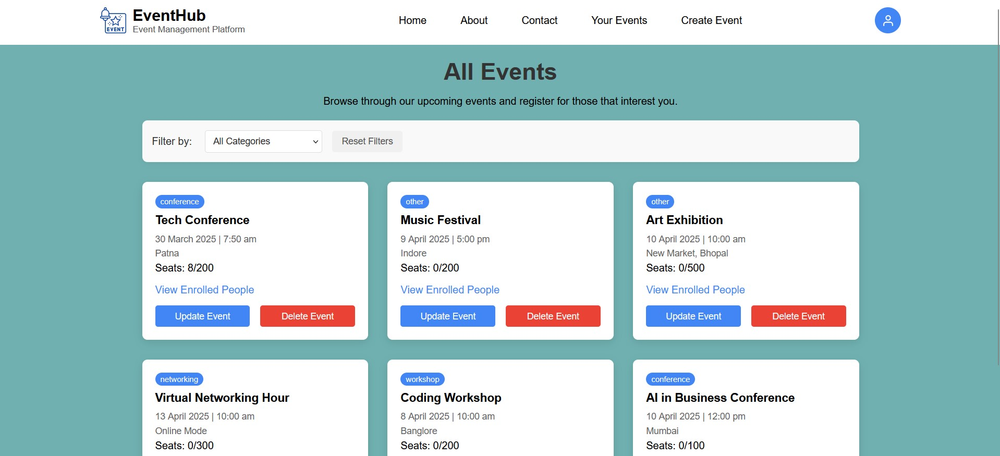 EVENT
EventHub
Event Management Platform
Home About Contact Your Events Create Event
All Events
Browse through our upcoming events and register for those that interest you.
Filter by: All Categories Reset Filters
conference
Tech Conference
30 March 2025 | 7:50 am
Patna
Seats: 8/200
View Enrolled People
Update Event Delete Event
other
Music Festival
9 April 2025 | 5:00 pm
Indore
Seats: 0/200
View Enrolled People
Update Event Delete Event
other
Art Exhibition
10 April 2025 | 10:00 am
New Market, Bhopal
Seats: 0/500
View Enrolled People
Update Event Delete Event
networking
Virtual Networking Hour
13 April 2025 | 10:00 am
Online Mode
Seats: 0/300
workshop
Coding Workshop
8 April 2025 | 10:00 am
Banglore
Seats: 0/200
conference
AI in Business Conference
10 April 2025 | 12:00 pm
Mumbai
Seats: 0/100